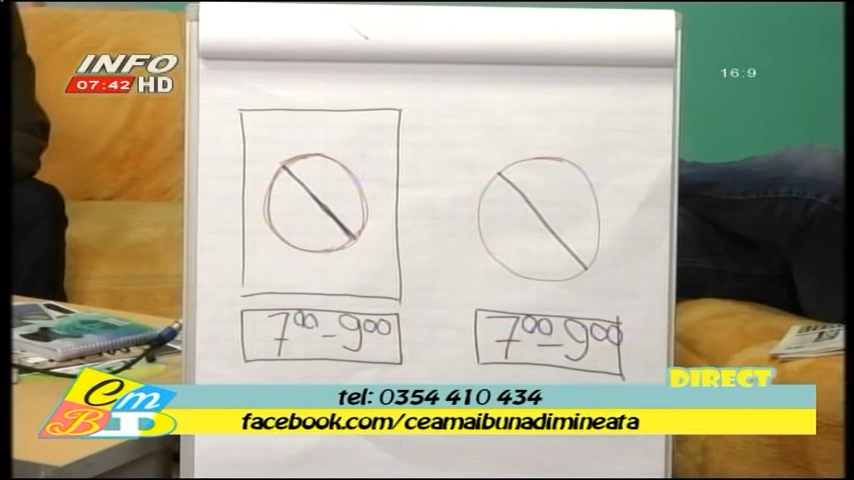 INFO
07:42 HD
16:9
7⁰⁰-9⁰⁰
7⁰⁰-9⁰⁰
DIRECT
CmBD
tel: 0354 410 434
facebook.com/ceamaibunadimineata